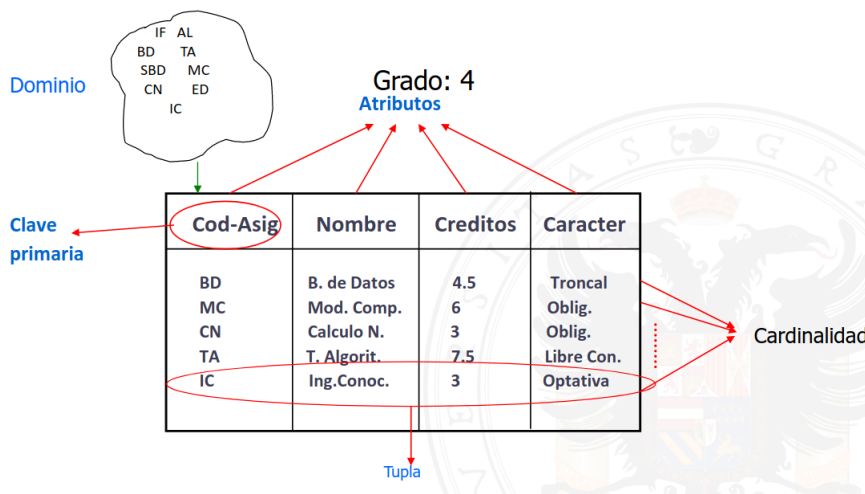 IF AL
BD TA
SBD MC
CN ED
IC
Dominio
Grado: 4
Atributos
Clave
primaria
Cod-Asig Nombre Creditos Caracter
BD B. de Datos 4.5 Troncal
MC Mod. Comp. 6 Oblig.
CN Calculo N. 3 Oblig.
TA T. Algorit. 7.5 Libre Con.
IC Ing.Conoc. 3 Optativa
Cardinalidad
Tupla